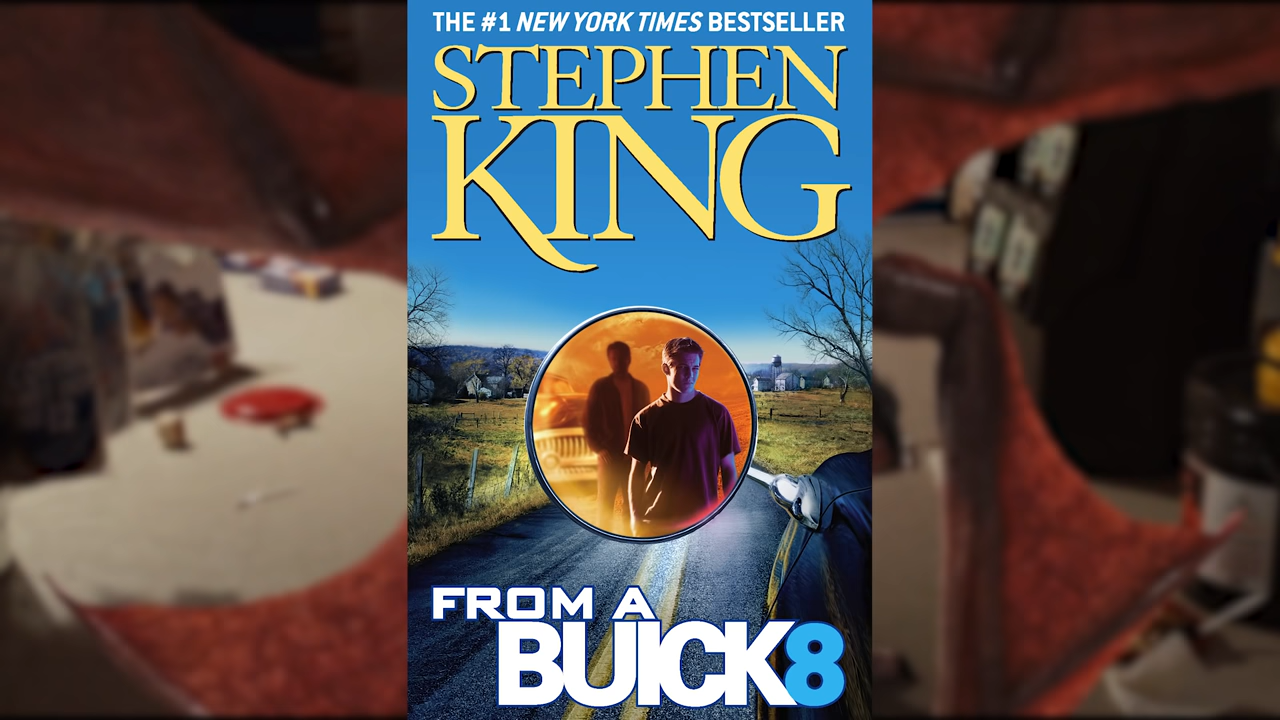 THE #1 NEW YORK TIMES BESTSELLER
STEPHEN
KING
FROM A
BUICK8